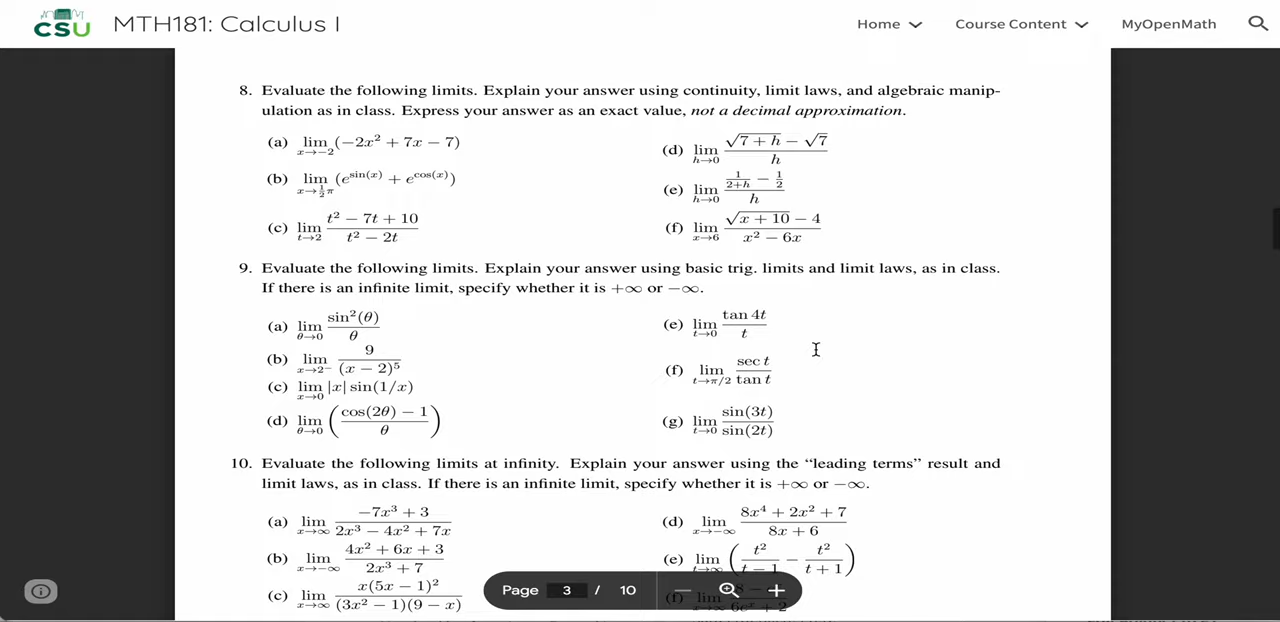 CSU MTH181: Calculus I Home Course Content MyOpenMath
8. Evaluate the following limits. Explain your answer using continuity, limit laws, and algebraic manip-
ulation as in class. Express your answer as an exact value, not a decimal approximation.
(a) lim_{x→−2} (−2x² + 7x − 7)
(b) lim_{x→½π} (e^{sin(x)} + e^{cos(x)})
(c) lim_{t→2} (t² − 7t + 10)/(t² − 2t)
(d) lim_{h→0} (√(7 + h) − √7)/h
(e) lim_{h→0} (1/(2+h) − 1/2)/h
(f) lim_{x→6} (√(x + 10) − 4)/(x² − 6x)
9. Evaluate the following limits. Explain your answer using basic trig. limits and limit laws, as in class.
If there is an infinite limit, specify whether it is +∞ or −∞.
(a) lim_{θ→0} sin²(θ)/θ
(b) lim_{x→2⁻} 9/(x − 2)⁵
(c) lim_{x→0} |x| sin(1/x)
(d) lim_{θ→0} ((cos(2θ) − 1)/θ)
(e) lim_{t→0} tan 4t/t
(f) lim_{t→π/2} sec t/tan t
(g) lim_{t→0} sin(3t)/sin(2t)
10. Evaluate the following limits at infinity. Explain your answer using the “leading terms” result and
limit laws, as in class. If there is an infinite limit, specify whether it is +∞ or −∞.
(a) lim_{x→∞} (−7x³ + 3)/(2x³ − 4x² + 7x)
(b) lim_{x→−∞} (4x² + 6x + 3)/(2x³ + 7)
(c) lim_{x→∞} x(5x − 1)²/((3x² − 1)(9 − x))
(d) lim_{x→−∞} (8x⁴ + 2x² + 7)/(8x + 6)
(e) lim_{t→∞} (t²/(t − 1) − t²/(t + 1))
(f) lim
Page 3 / 10